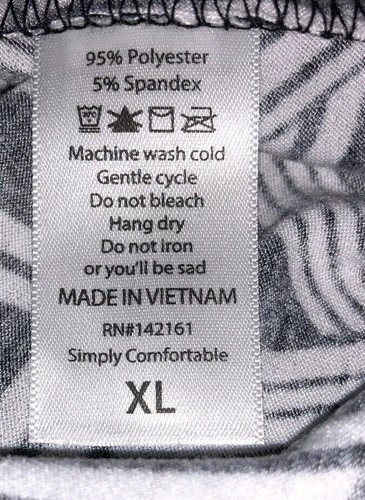 95% Polyester
5% Spandex
Machine wash cold
Gentle cycle
Do not bleach
Hang dry
Do not iron
or you'll be sad
MADE IN VIETNAM
RN#142161
Simply Comfortable
XL